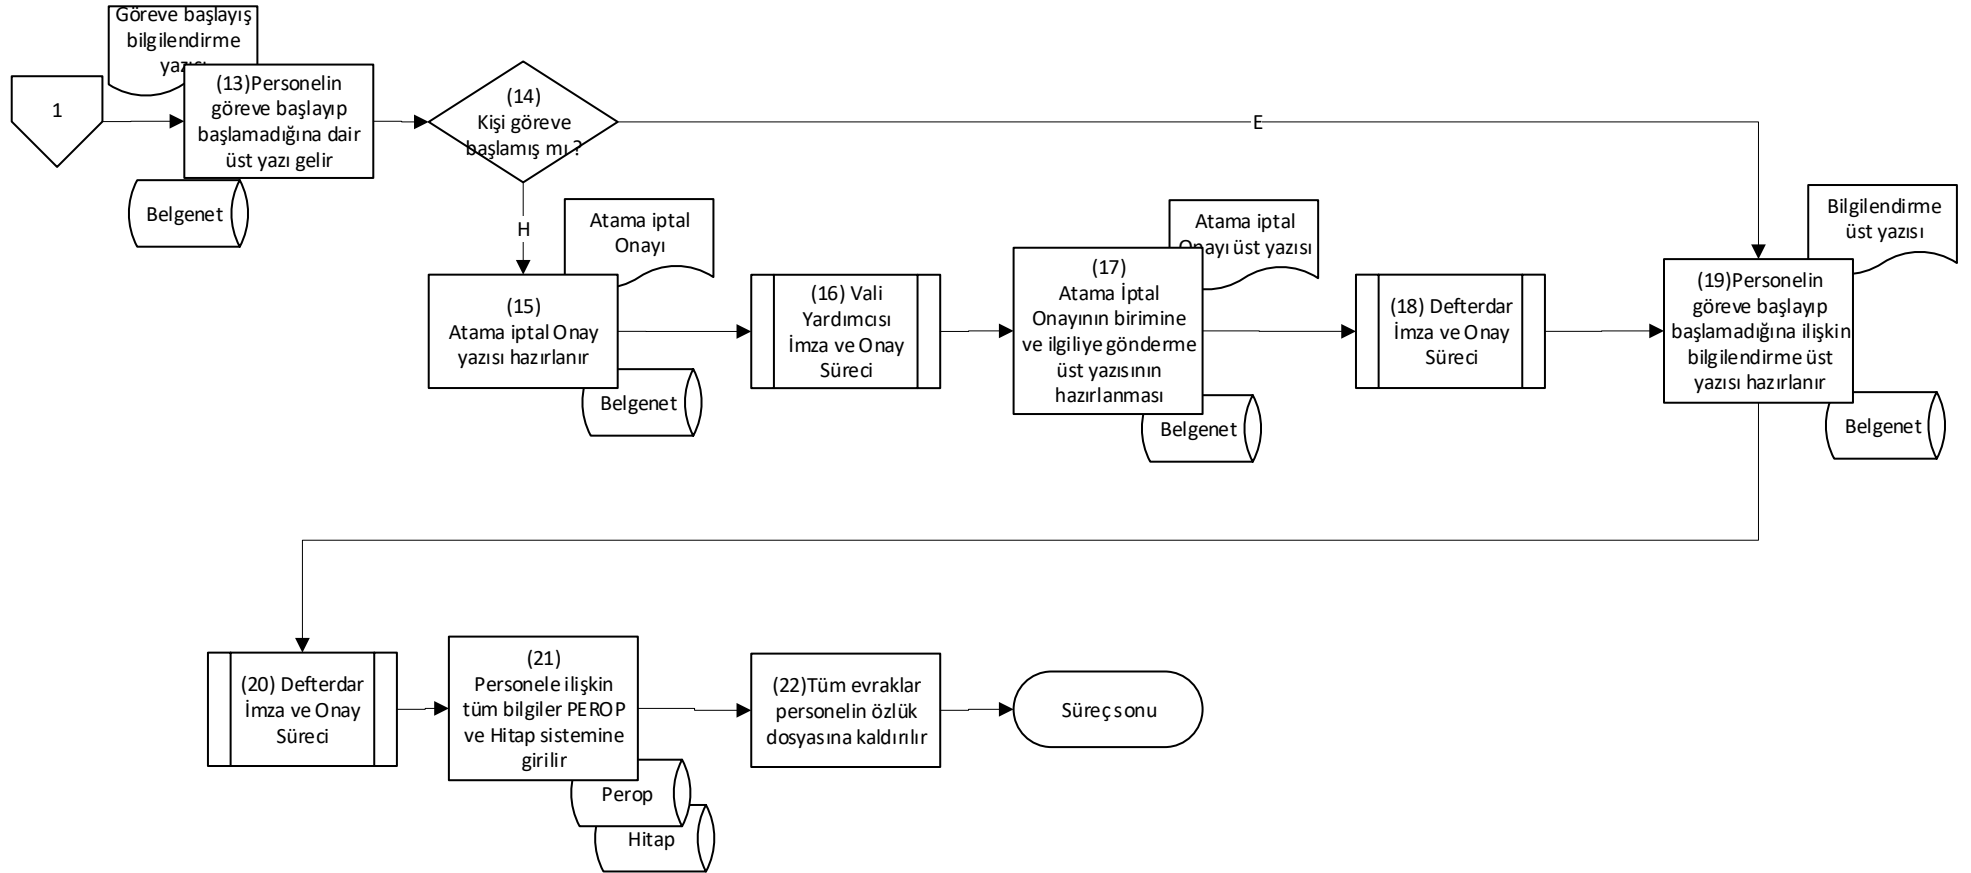 Göreve başlayış
bilgilendirme
yazısı
1
(13)Personelin
göreve başlayıp
başlamadığına dair
üst yazı gelir
Belgenet
(14)
Kişi göreve
başlamış mı ?
E
H
Atama iptal
Onayı
(15)
Atama iptal Onay
yazısı hazırlanır
Belgenet
(16) Vali
Yardımcısı
İmza ve Onay
Süreci
Atama iptal
Onayı üst yazısı
(17)
Atama İptal
Onayının birimine
ve ilgiliye gönderme
üst yazısının
hazırlanması
Belgenet
(18) Defterdar
İmza ve Onay
Süreci
Bilgilendirme
üst yazısı
(19)Personelin
göreve başlayıp
başlamadığına ilişkin
bilgilendirme üst
yazısı hazırlanır
Belgenet
(20) Defterdar
İmza ve Onay
Süreci
(21)
Personele ilişkin
tüm bilgiler PEROP
ve Hitap sistemine
girilir
Perop
Hitap
(22)Tüm evraklar
personelin özlük
dosyasına kaldırılır
Süreç sonu